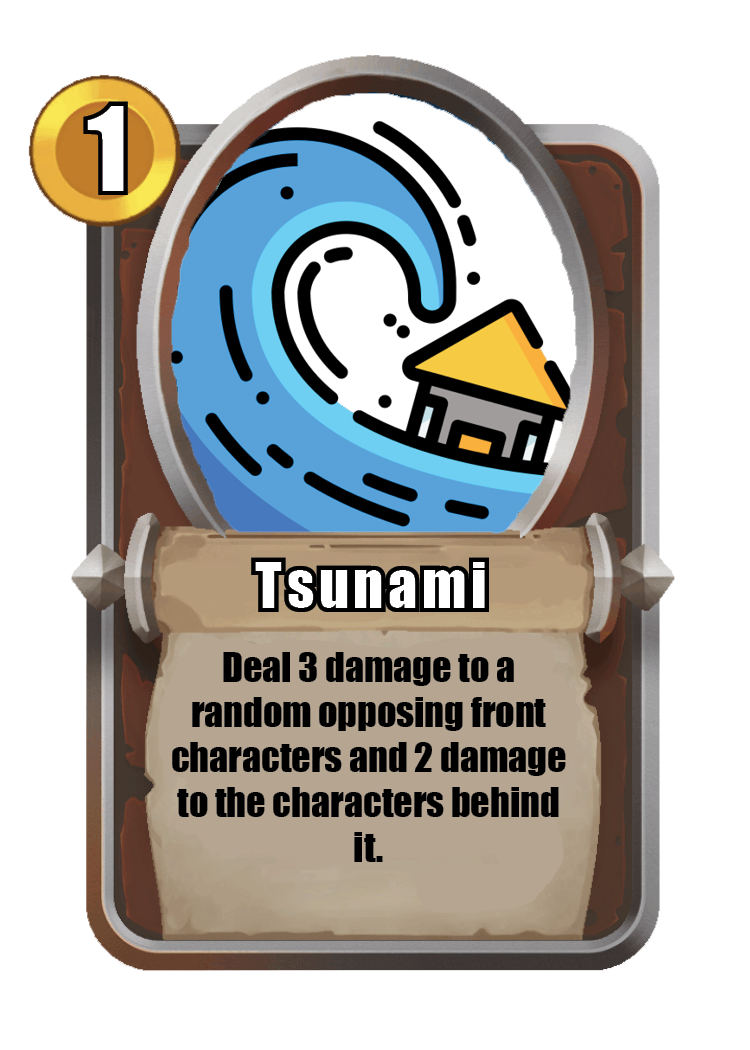 1
Tsunami
Deal 3 damage to a
random opposing front
characters and 2 damage
to the characters behind
it.